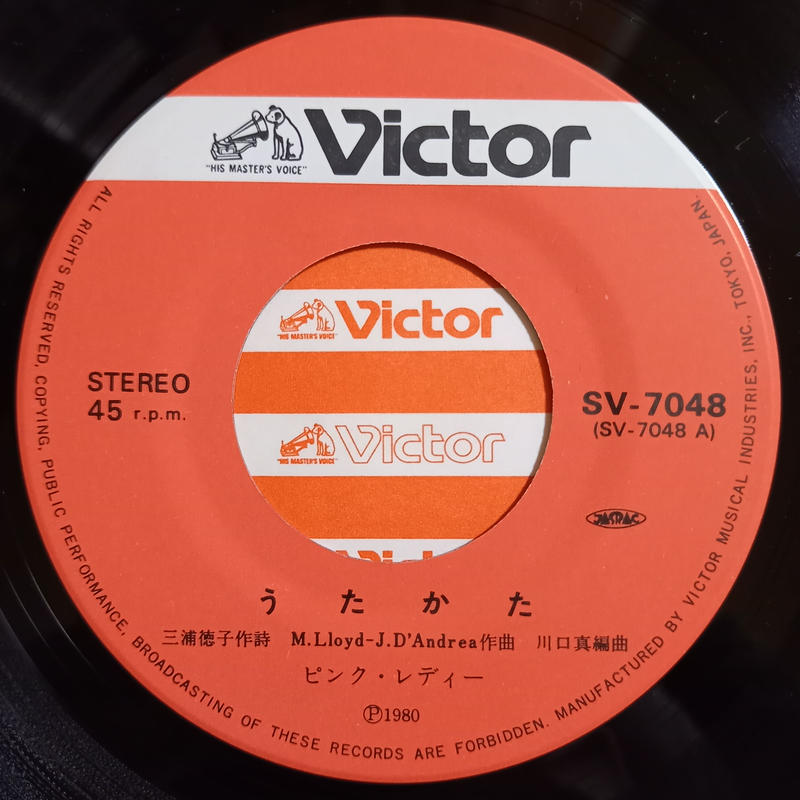 Victor
"HIS MASTER'S VOICE"
ALL RIGHTS RESERVED. COPYING, PUBLIC PERFORMANCE, BROADCASTING OF THESE RECORDS ARE FORBIDDEN. MANUFACTURED BY VICTOR MUSICAL INDUSTRIES, INC., TOKYO, JAPAN.
Victor
"HIS MASTER'S VOICE"
STEREO
45 r.p.m.
SV-7048
(SV-7048 A)
Victor
"HIS MASTER'S VOICE"
JASRAC
Victor
うたかた
三浦徳子作詩 M.Lloyd-J.D'Andrea作曲 川口真編曲
ピンク・レディー
Ⓟ1980